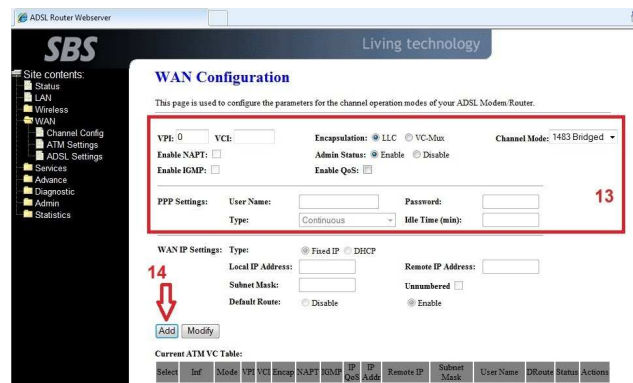 ADSL Router Webserver
SBS
Living technology
Site contents:
Status
LAN
Wireless
WAN
Channel Config
ATM Settings
ADSL Settings
Services
Advance
Diagnostic
Admin
Statistics
WAN Configuration
This page is used to configure the parameters for the channel operation modes of your ADSL Modem/Router.
VPI: 0 VCI: Encapsulation: LLC VC-Mux Channel Mode: 1483 Bridged
Enable NAPT: Admin Status: Enable Disable
Enable IGMP: Enable QoS:
PPP Settings: User Name: Password: 13
Type: Continuous Idle Time (min):
WAN IP Settings: Type: Fixed IP DHCP
Local IP Address: Remote IP Address:
14
Subnet Mask: Unnumbered
Default Route: Disable Enable
Add Modify
Current ATM VC Table:
Select Inf Mode VPI VCI Encap NAPT IGMP IP QoS IP Addr Remote IP Subnet Mask User Name DRoute Status Actions